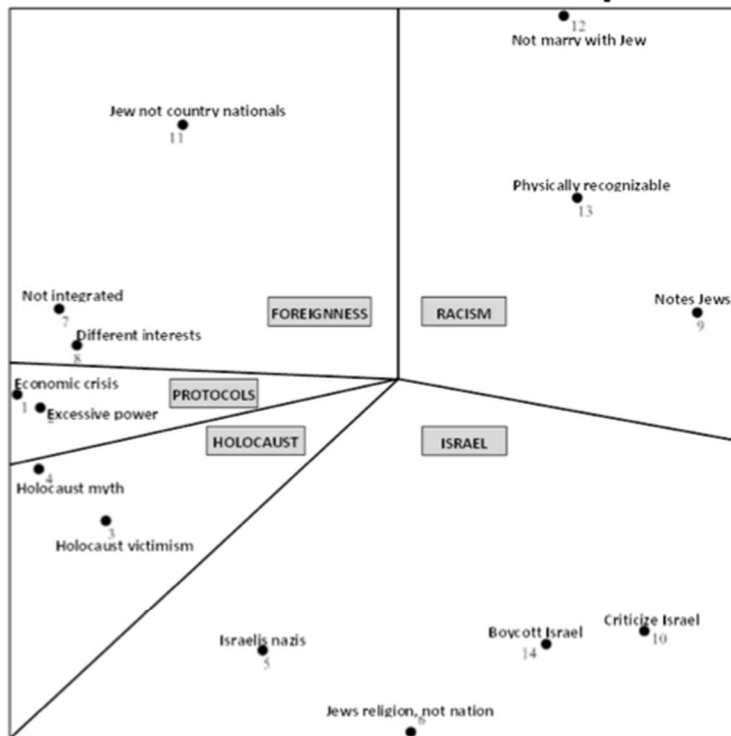 12
Not marry with Jew
Jew not country nationals
11
Physically recognizable
13
Not integrated
7
Notes Jews
9
FOREIGNNESS
RACISM
Different interests
8
Economic crisis
1
PROTOCOLS
Excessive power
HOLOCAUST
ISRAEL
4
Holocaust myth
3
Holocaust victimism
Criticize Israel
10
Boycott Israel
14
Israelis nazis
5
Jews religion, not nation
6